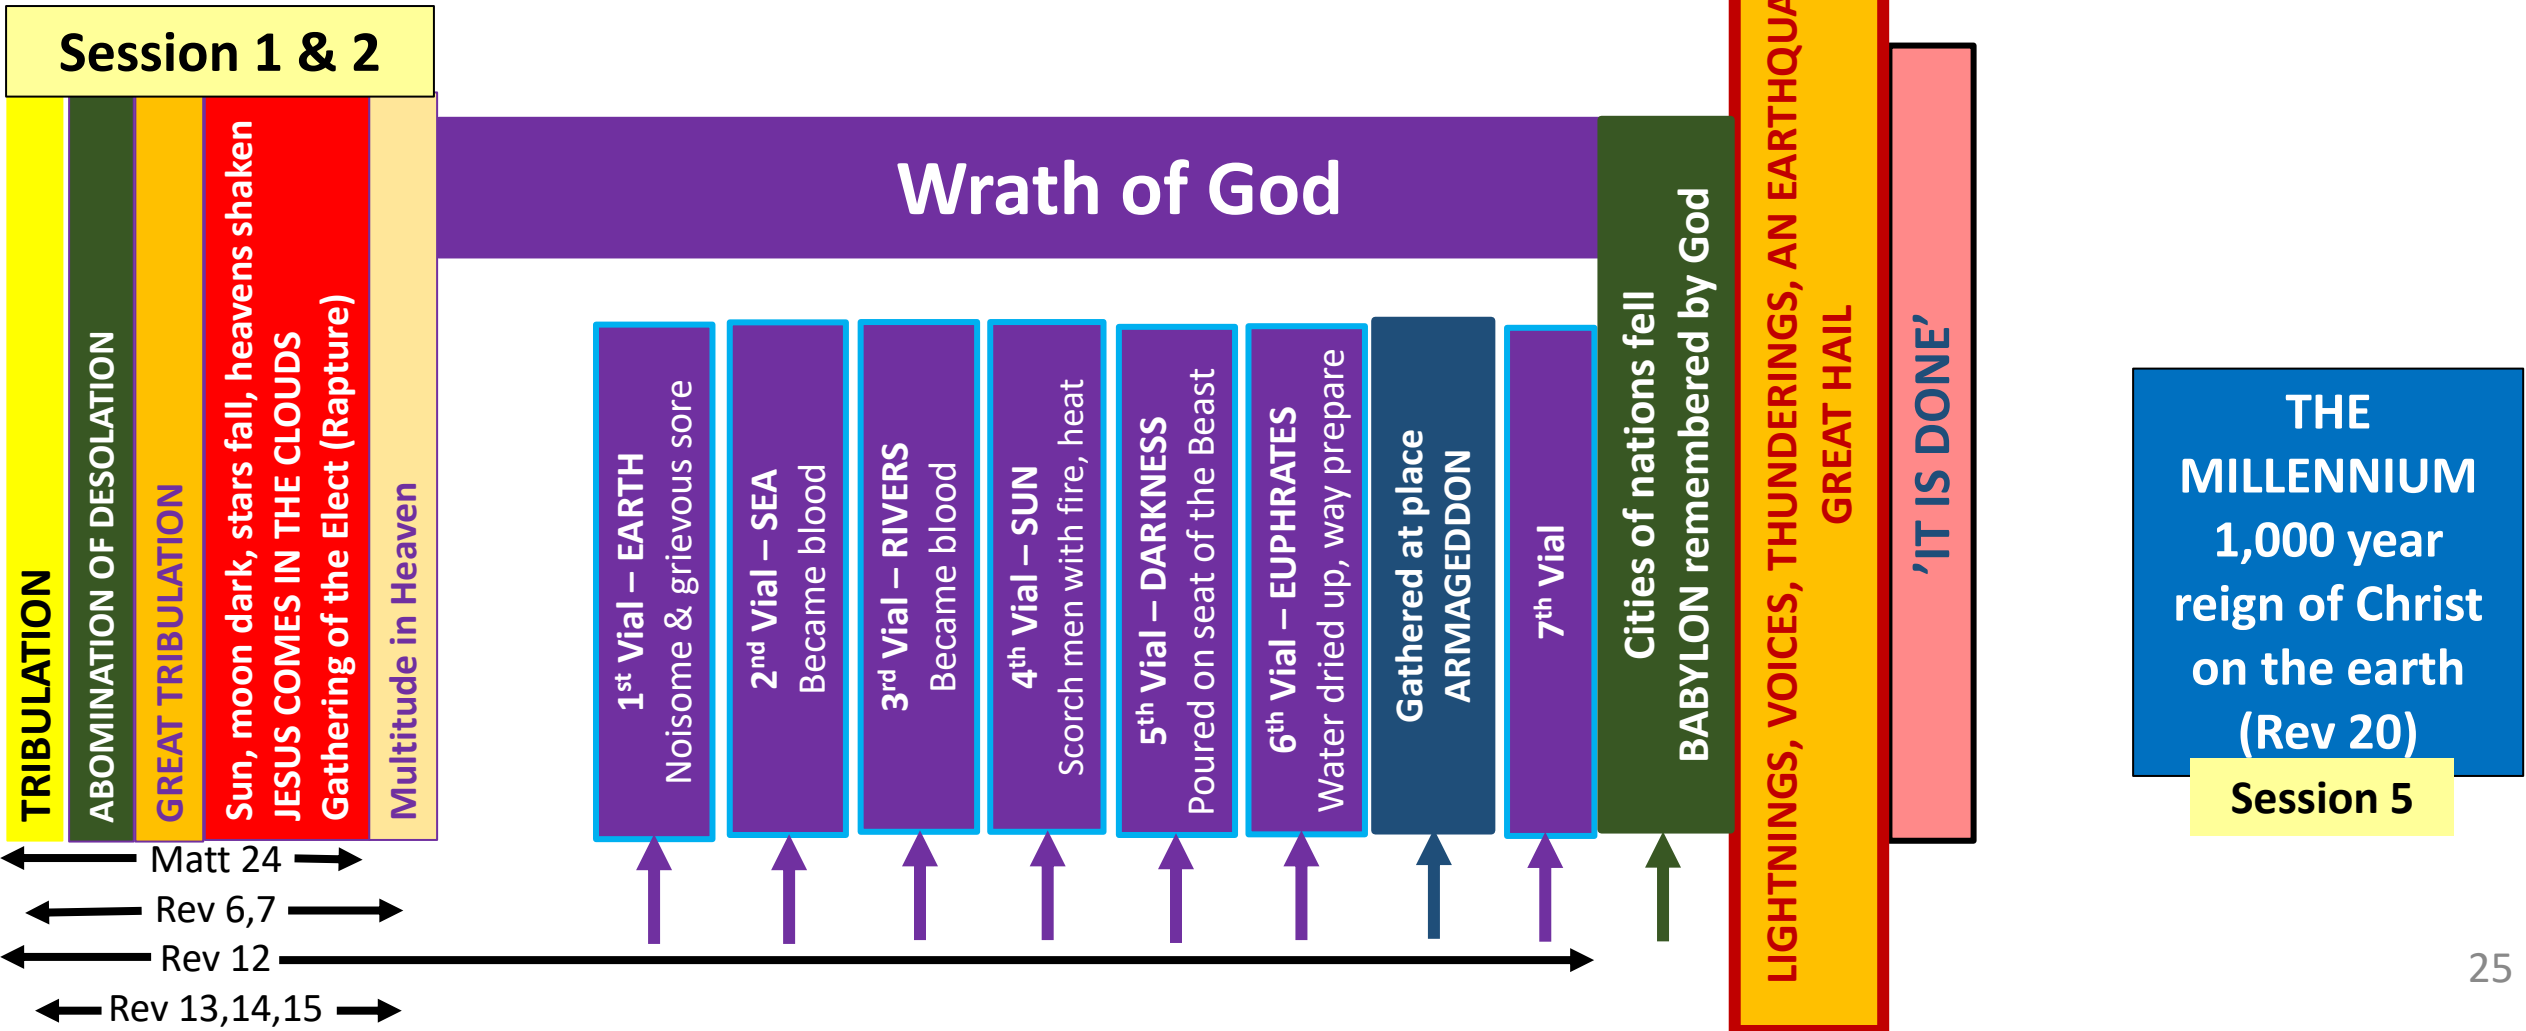 Session 1 & 2
TRIBULATION
ABOMINATION OF DESOLATION
GREAT TRIBULATION
Sun, moon dark, stars fall, heavens shaken
JESUS COMES IN THE CLOUDS
Gathering of the Elect (Rapture)
Multitude in Heaven
Wrath of God
1st Vial – EARTH
Noisome & grievous sore
2nd Vial – SEA
Became blood
3rd Vial – RIVERS
Became blood
4th Vial – SUN
Scorch men with fire, heat
5th Vial – DARKNESS
Poured on seat of the Beast
6th Vial – EUPHRATES
Water dried up, way prepare
Gathered at place
ARMAGEDDON
7th Vial
Cities of nations fell
BABYLON remembered by God
LIGHTNINGS, VOICES, THUNDERINGS, AN EARTHQUA
GREAT HAIL
'IT IS DONE'
THE
MILLENNIUM
1,000 year
reign of Christ
on the earth
(Rev 20)
Session 5
Matt 24
Rev 6,7
Rev 12
Rev 13,14,15
25